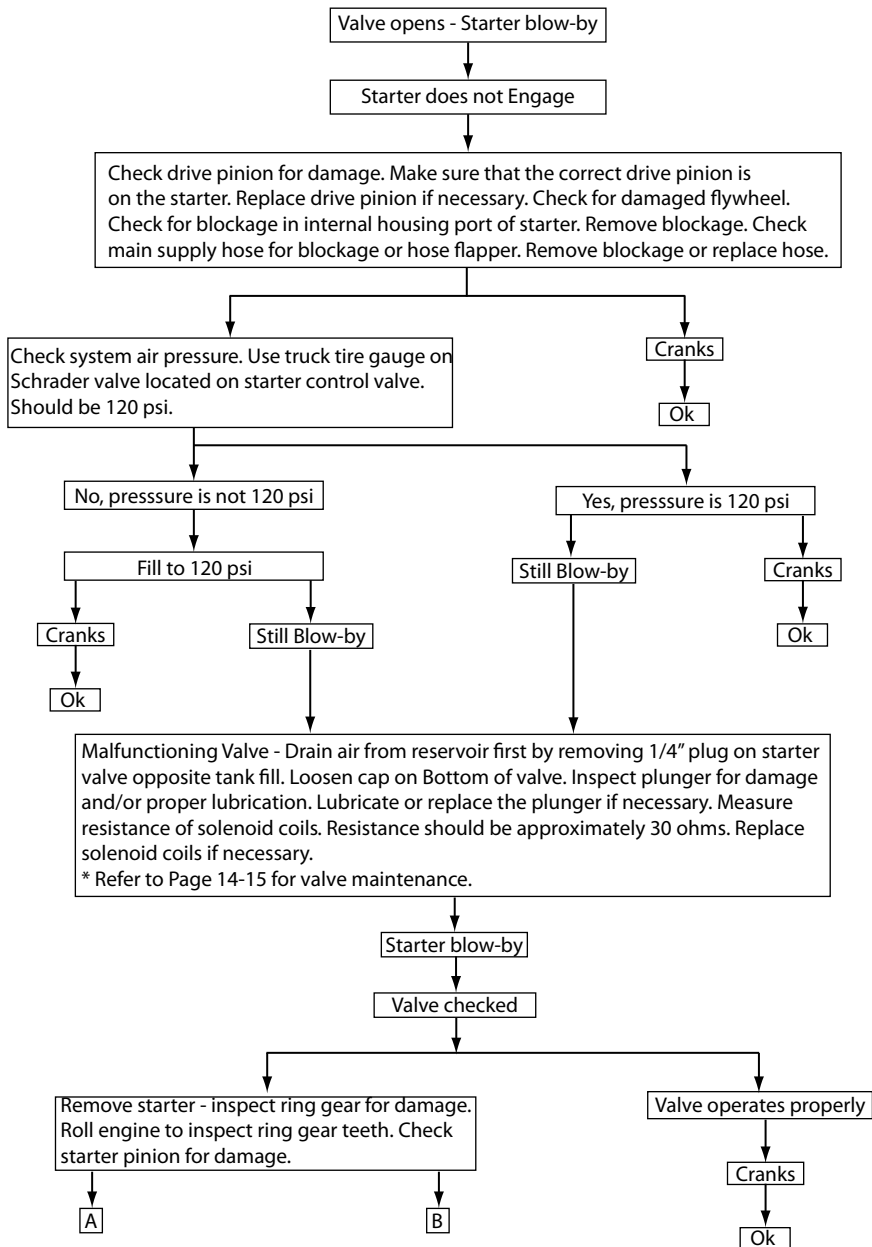 Valve opens - Starter blow-by
Starter does not Engage
Check drive pinion for damage. Make sure that the correct drive pinion is
on the starter. Replace drive pinion if necessary. Check for damaged flywheel.
Check for blockage in internal housing port of starter. Remove blockage. Check
main supply hose for blockage or hose flapper. Remove blockage or replace hose.
Check system air pressure. Use truck tire gauge on
Schrader valve located on starter control valve.
Should be 120 psi.
Cranks
Ok
No, presssure is not 120 psi
Yes, presssure is 120 psi
Fill to 120 psi
Still Blow-by
Cranks
Cranks
Still Blow-by
Ok
Ok
Malfunctioning Valve - Drain air from reservoir first by removing 1/4" plug on starter
valve opposite tank fill. Loosen cap on Bottom of valve. Inspect plunger for damage
and/or proper lubrication. Lubricate or replace the plunger if necessary. Measure
resistance of solenoid coils. Resistance should be approximately 30 ohms. Replace
solenoid coils if necessary.
* Refer to Page 14-15 for valve maintenance.
Starter blow-by
Valve checked
Remove starter - inspect ring gear for damage.
Roll engine to inspect ring gear teeth. Check
starter pinion for damage.
Valve operates properly
Cranks
A
B
Ok